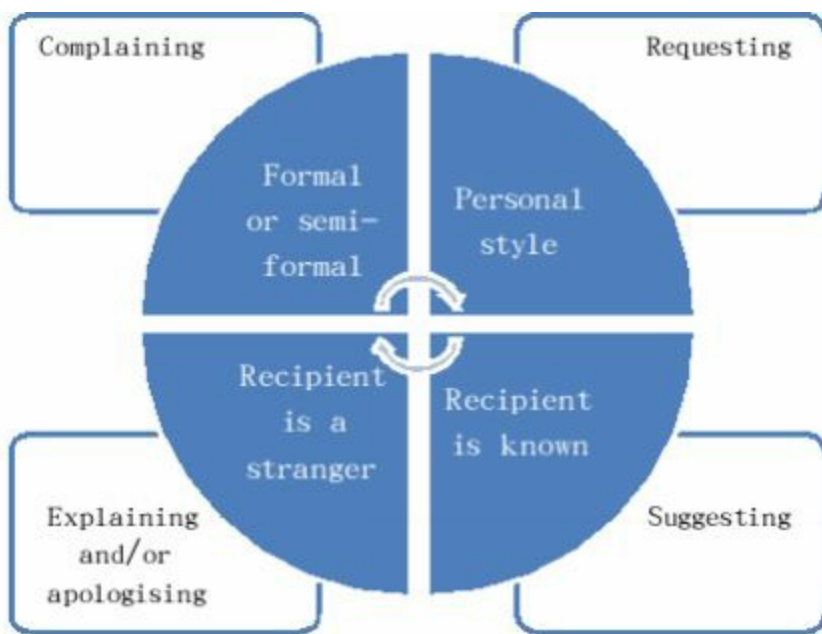 Complaining
Requesting
Formal
or semi-
formal
Personal
style
Recipient
is a
stranger
Recipient
is known
Explaining
and/or
apologising
Suggesting